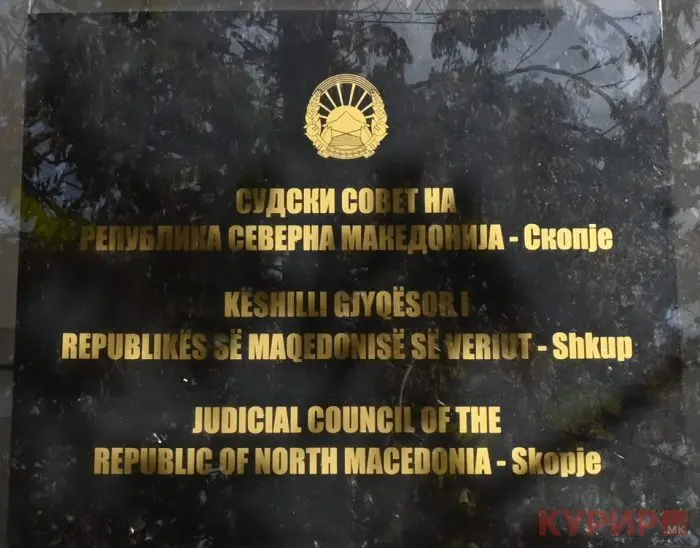 СУДСКИ СОВЕТ НА
РЕПУБЛИКА СЕВЕРНА МАКЕДОНИЈА - Скопје
KËSHILLI GJYQËSOR I
REPUBLIKËS SË MAQEDONISË SË VERIUT - Shkup
JUDICIAL COUNCIL OF THE
REPUBLIC OF NORTH MACEDONIA - Skopje
КУРИР
МК